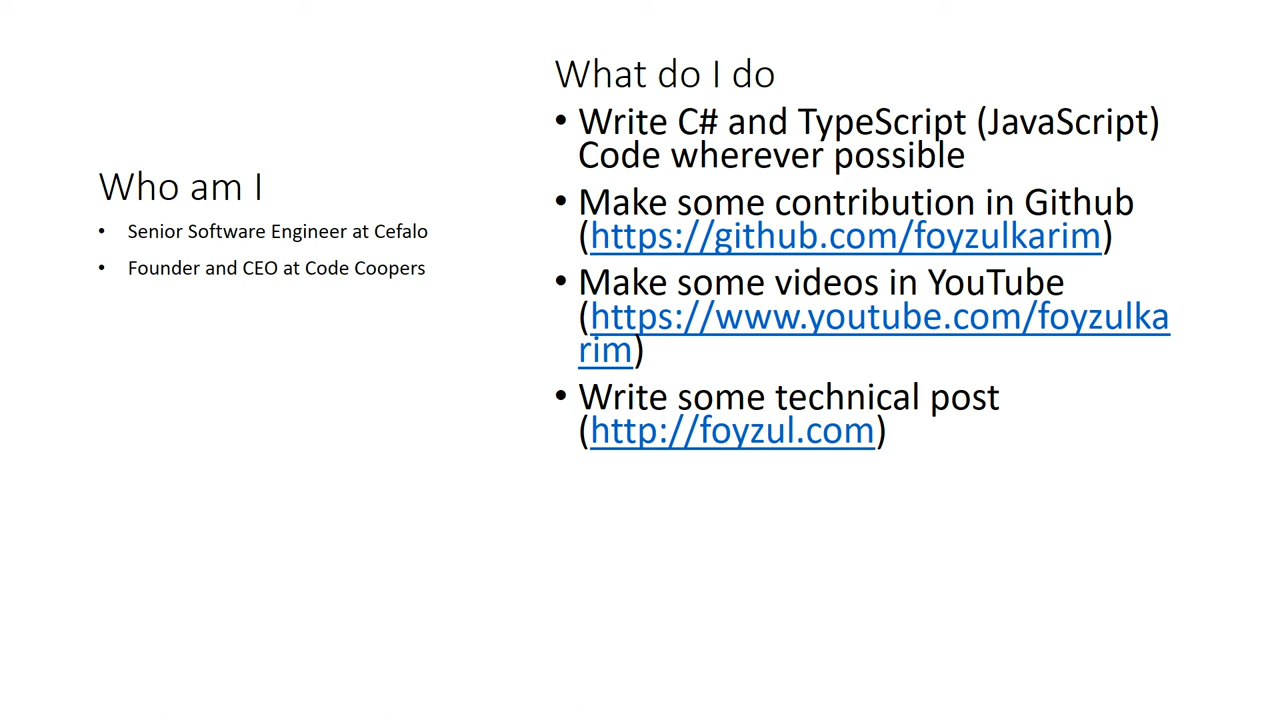 Who am I
• Senior Software Engineer at Cefalo
• Founder and CEO at Code Coopers
What do I do
• Write C# and TypeScript (JavaScript)
Code wherever possible
• Make some contribution in Github
(https://github.com/foyzulkarim)
• Make some videos in YouTube
(https://www.youtube.com/foyzulka
rim)
• Write some technical post
(http://foyzul.com)